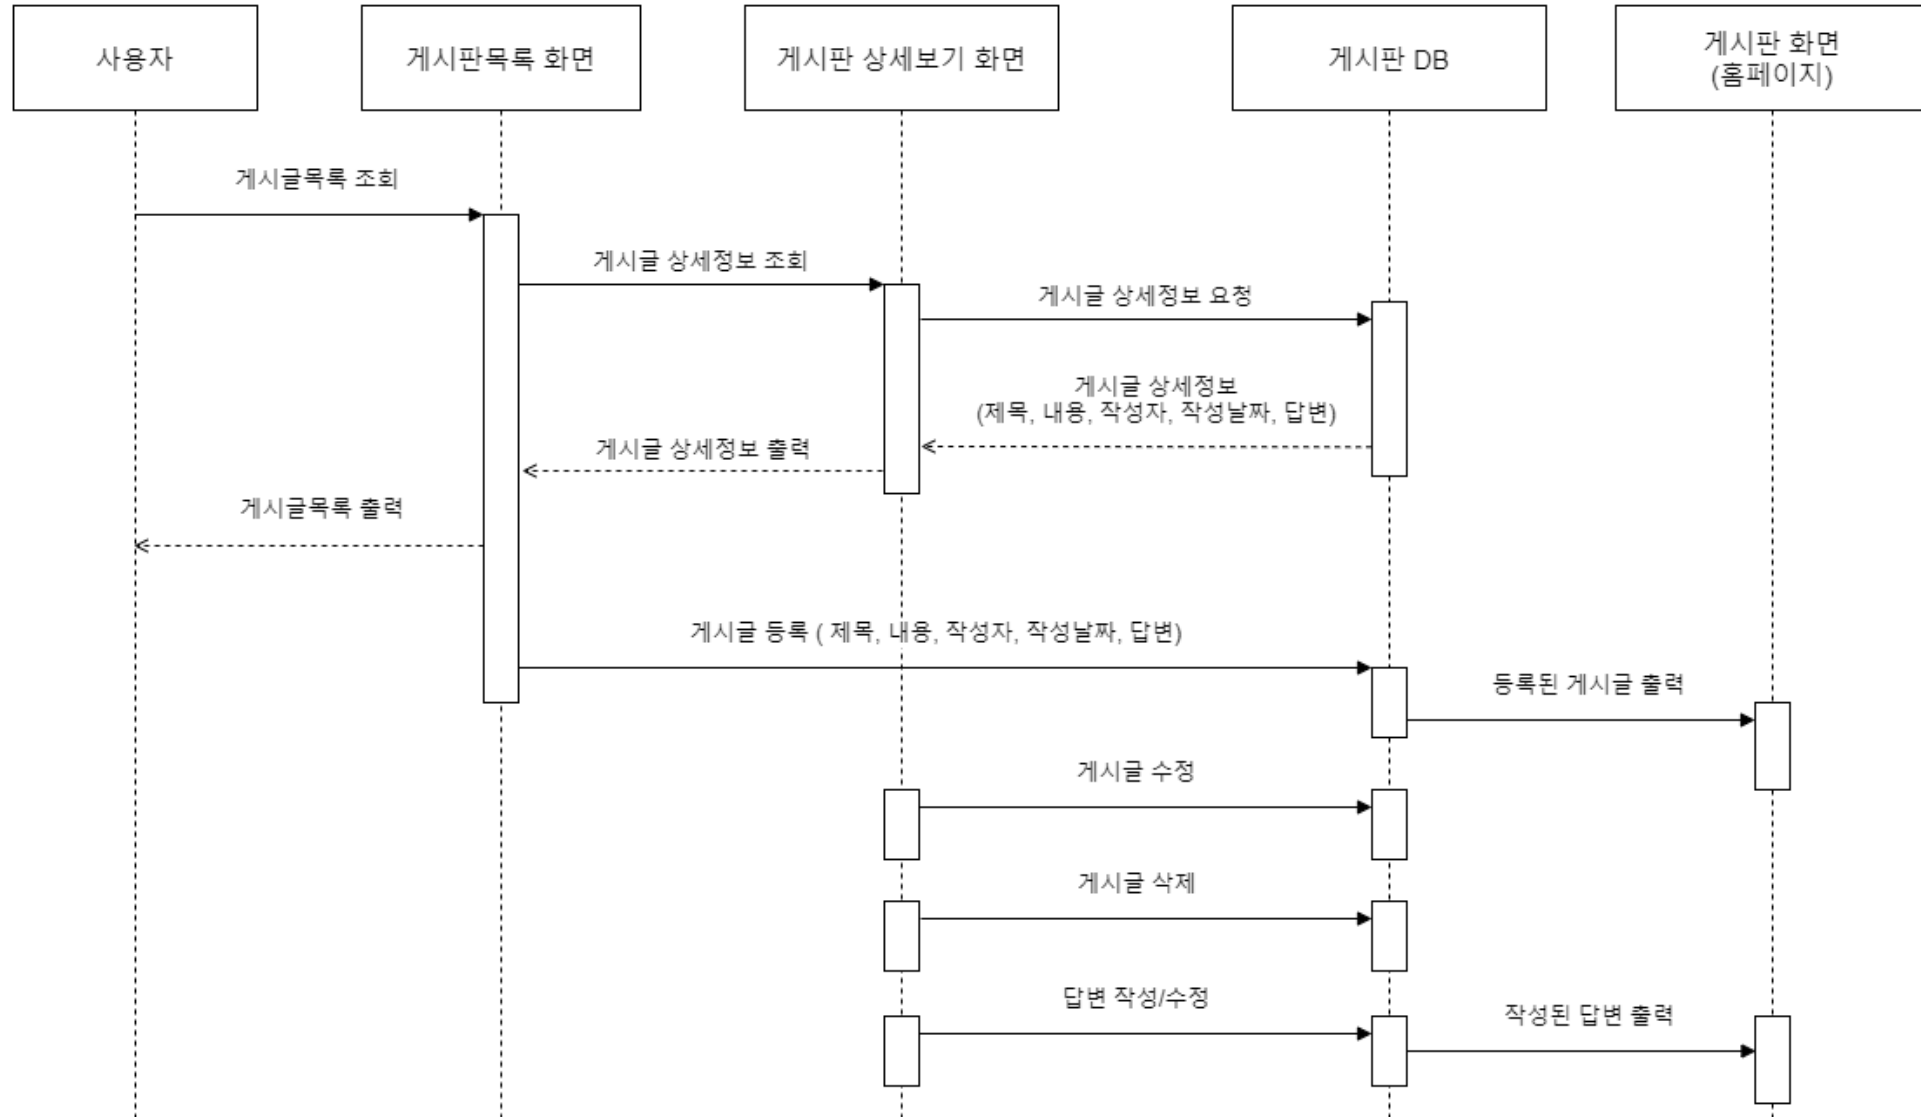 사용자
게시판목록 화면
게시판 상세보기 화면
게시판 DB
게시판 화면
(홈페이지)
게시글목록 조회
게시글 상세정보 조회
게시글 상세정보 요청
게시글 상세정보
(제목, 내용, 작성자, 작성날짜, 답변)
게시글 상세정보 출력
게시글목록 출력
게시글 등록 ( 제목, 내용, 작성자, 작성날짜, 답변)
등록된 게시글 출력
게시글 수정
게시글 삭제
답변 작성/수정
작성된 답변 출력